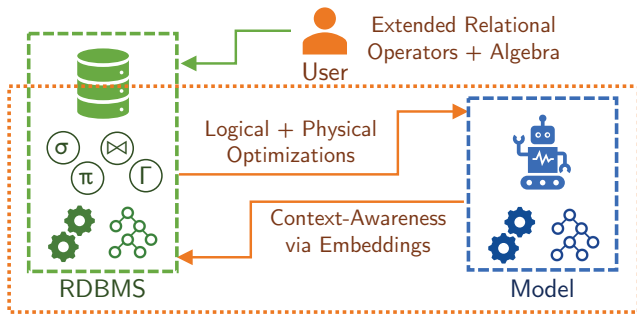 Extended Relational
Operators + Algebra
User
Logical + Physical
Optimizations
σ ⋈
π Γ
Context-Awareness
via Embeddings
RDBMS
Model